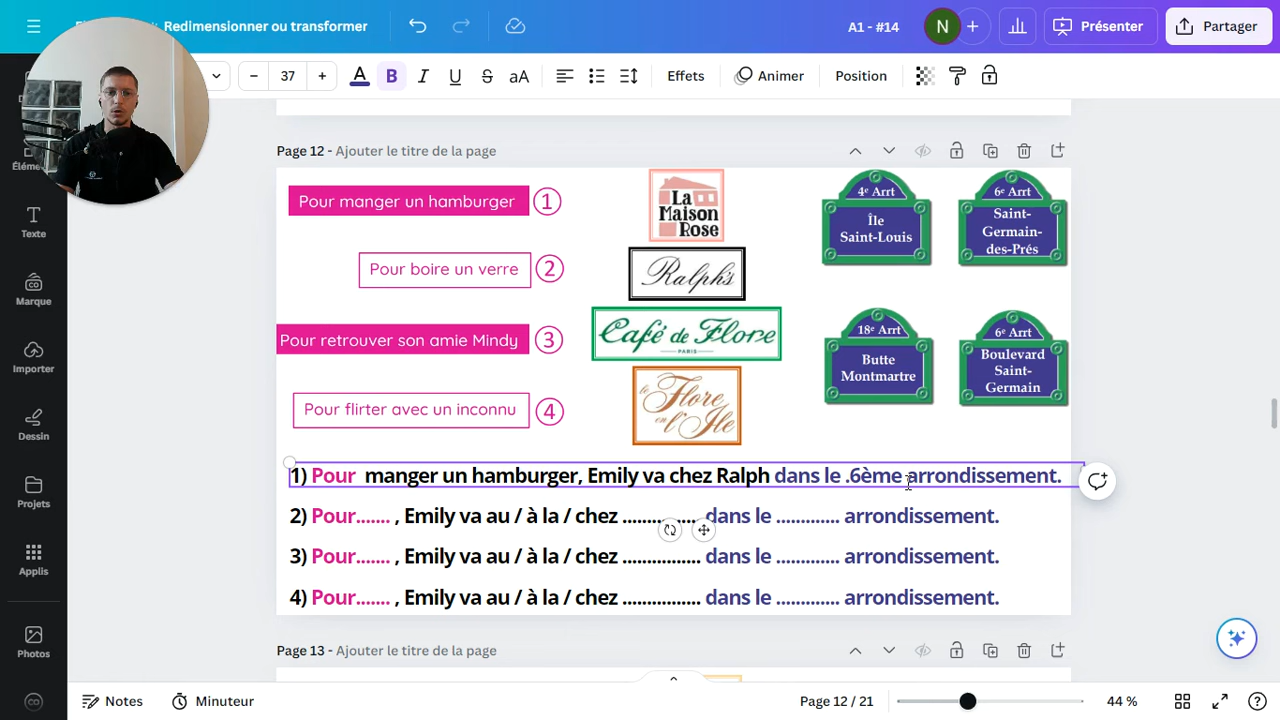 Redimensionner ou transformer
A1 - #14
N
Présenter
Partager
37
A
B
I
U
S
aA
Effets
Animer
Position
Élém
Texte
Marque
Projets
Importer
Dessin
Projets
Applis
Photos
Page 12 - Ajouter le titre de la page
Pour manger un hamburger 1
Pour boire un verre 2
Pour retrouver son amie Mindy 3
Pour flirter avec un inconnu 4
La
Maison
Rose
Ralph's
Café de Flore
PARIS
le Flore
en l'Ile
4e Arrt
Île
Saint-Louis
6e Arrt
Saint-
Germain-
des-Prés
18e Arrt
Butte
Montmartre
6e Arrt
Boulevard
Saint-
Germain
1) Pour manger un hamburger, Emily va chez Ralph dans le .6ème arrondissement.
2) Pour....... , Emily va au / à la / chez ................ dans le ............. arrondissement.
3) Pour....... , Emily va au / à la / chez ................ dans le ............. arrondissement.
4) Pour....... , Emily va au / à la / chez ................ dans le ............. arrondissement.
Page 13 - Ajouter le titre de la page
Notes
Minuteur
Page 12 / 21
44 %